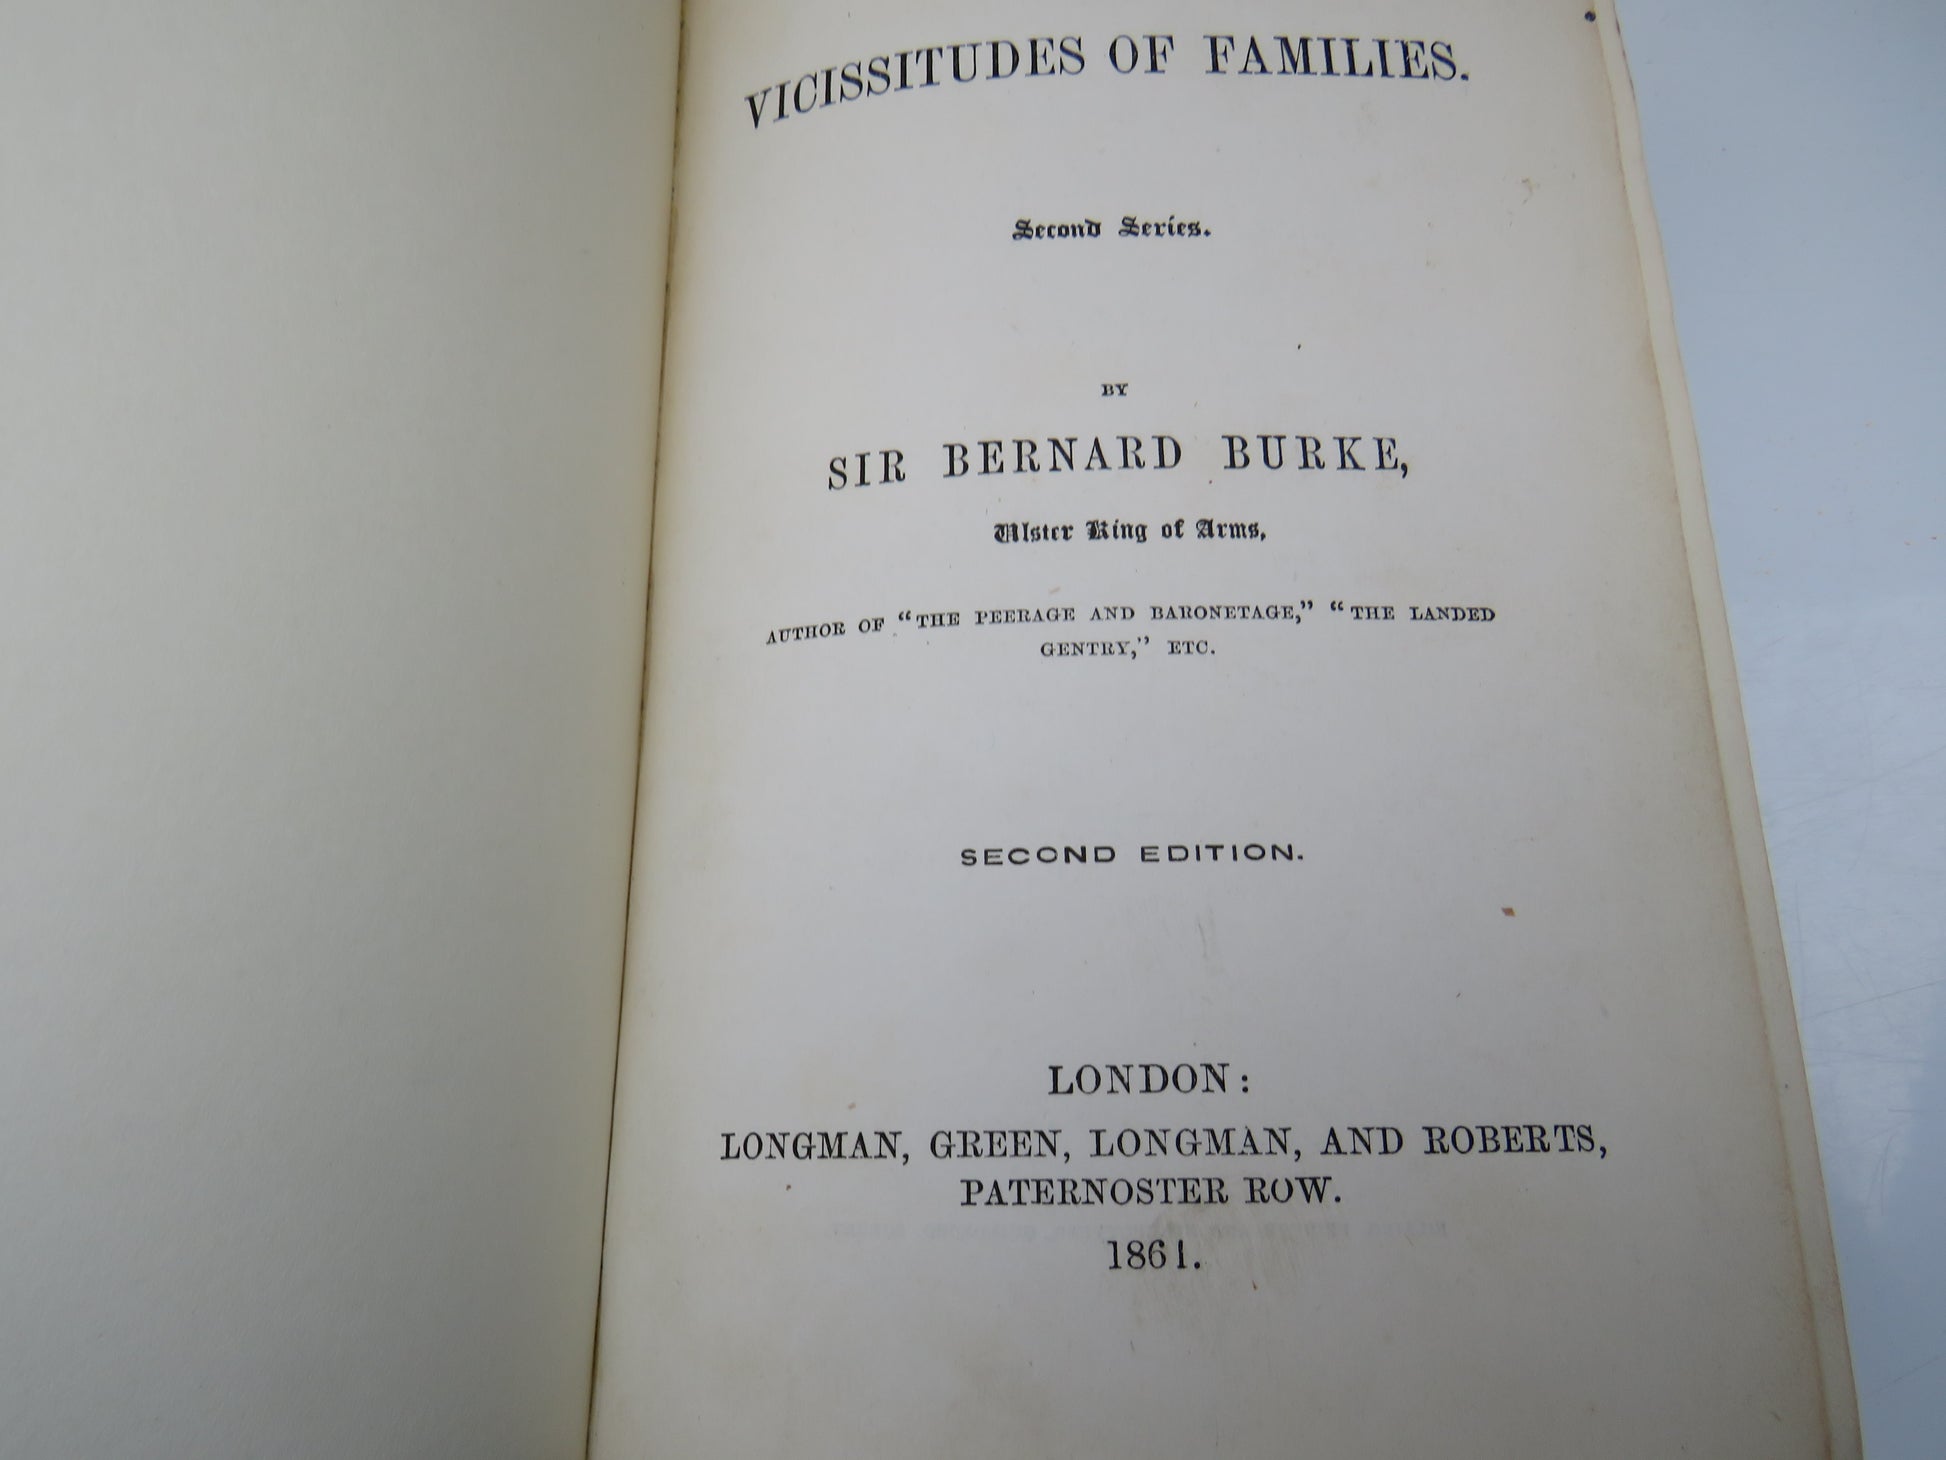 VICISSITUDES OF FAMILIES.
Second Series.
BY
SIR BERNARD BURKE,
Ulster King of Arms,
AUTHOR OF "THE PEERAGE AND BARONETAGE," "THE LANDED
GENTRY," ETC.
SECOND EDITION.
LONDON:
LONGMAN, GREEN, LONGMAN, AND ROBERTS,
PATERNOSTER ROW.
1861.